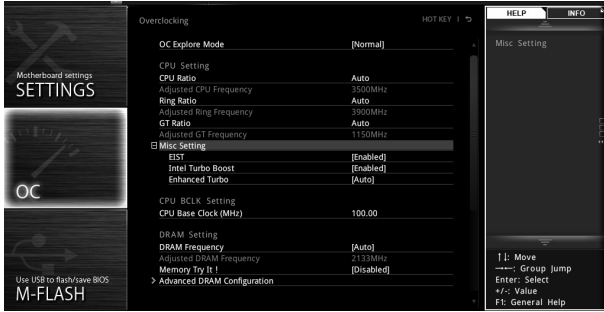 Motherboard settings
SETTINGS
OC
Use USB to flash/save BIOS
M-FLASH
Overclocking
HOT KEY |
OC Explore Mode [Normal]
CPU Setting
CPU Ratio Auto
Adjusted CPU Frequency 3500MHz
Ring Ratio Auto
Adjusted Ring Frequency 3900MHz
GT Ratio Auto
Adjusted GT Frequency 1150MHz
Misc Setting
EIST [Enabled]
Intel Turbo Boost [Enabled]
Enhanced Turbo [Auto]
CPU BCLK Setting
CPU Base Clock (MHz) 100.00
DRAM Setting
DRAM Frequency [Auto]
Adjusted DRAM Frequency 2133MHz
Memory Try It ! [Disabled]
> Advanced DRAM Configuration
HELP INFO
Misc Setting
↑↓: Move
→←: Group Jump
Enter: Select
+/-: Value
F1: General Help